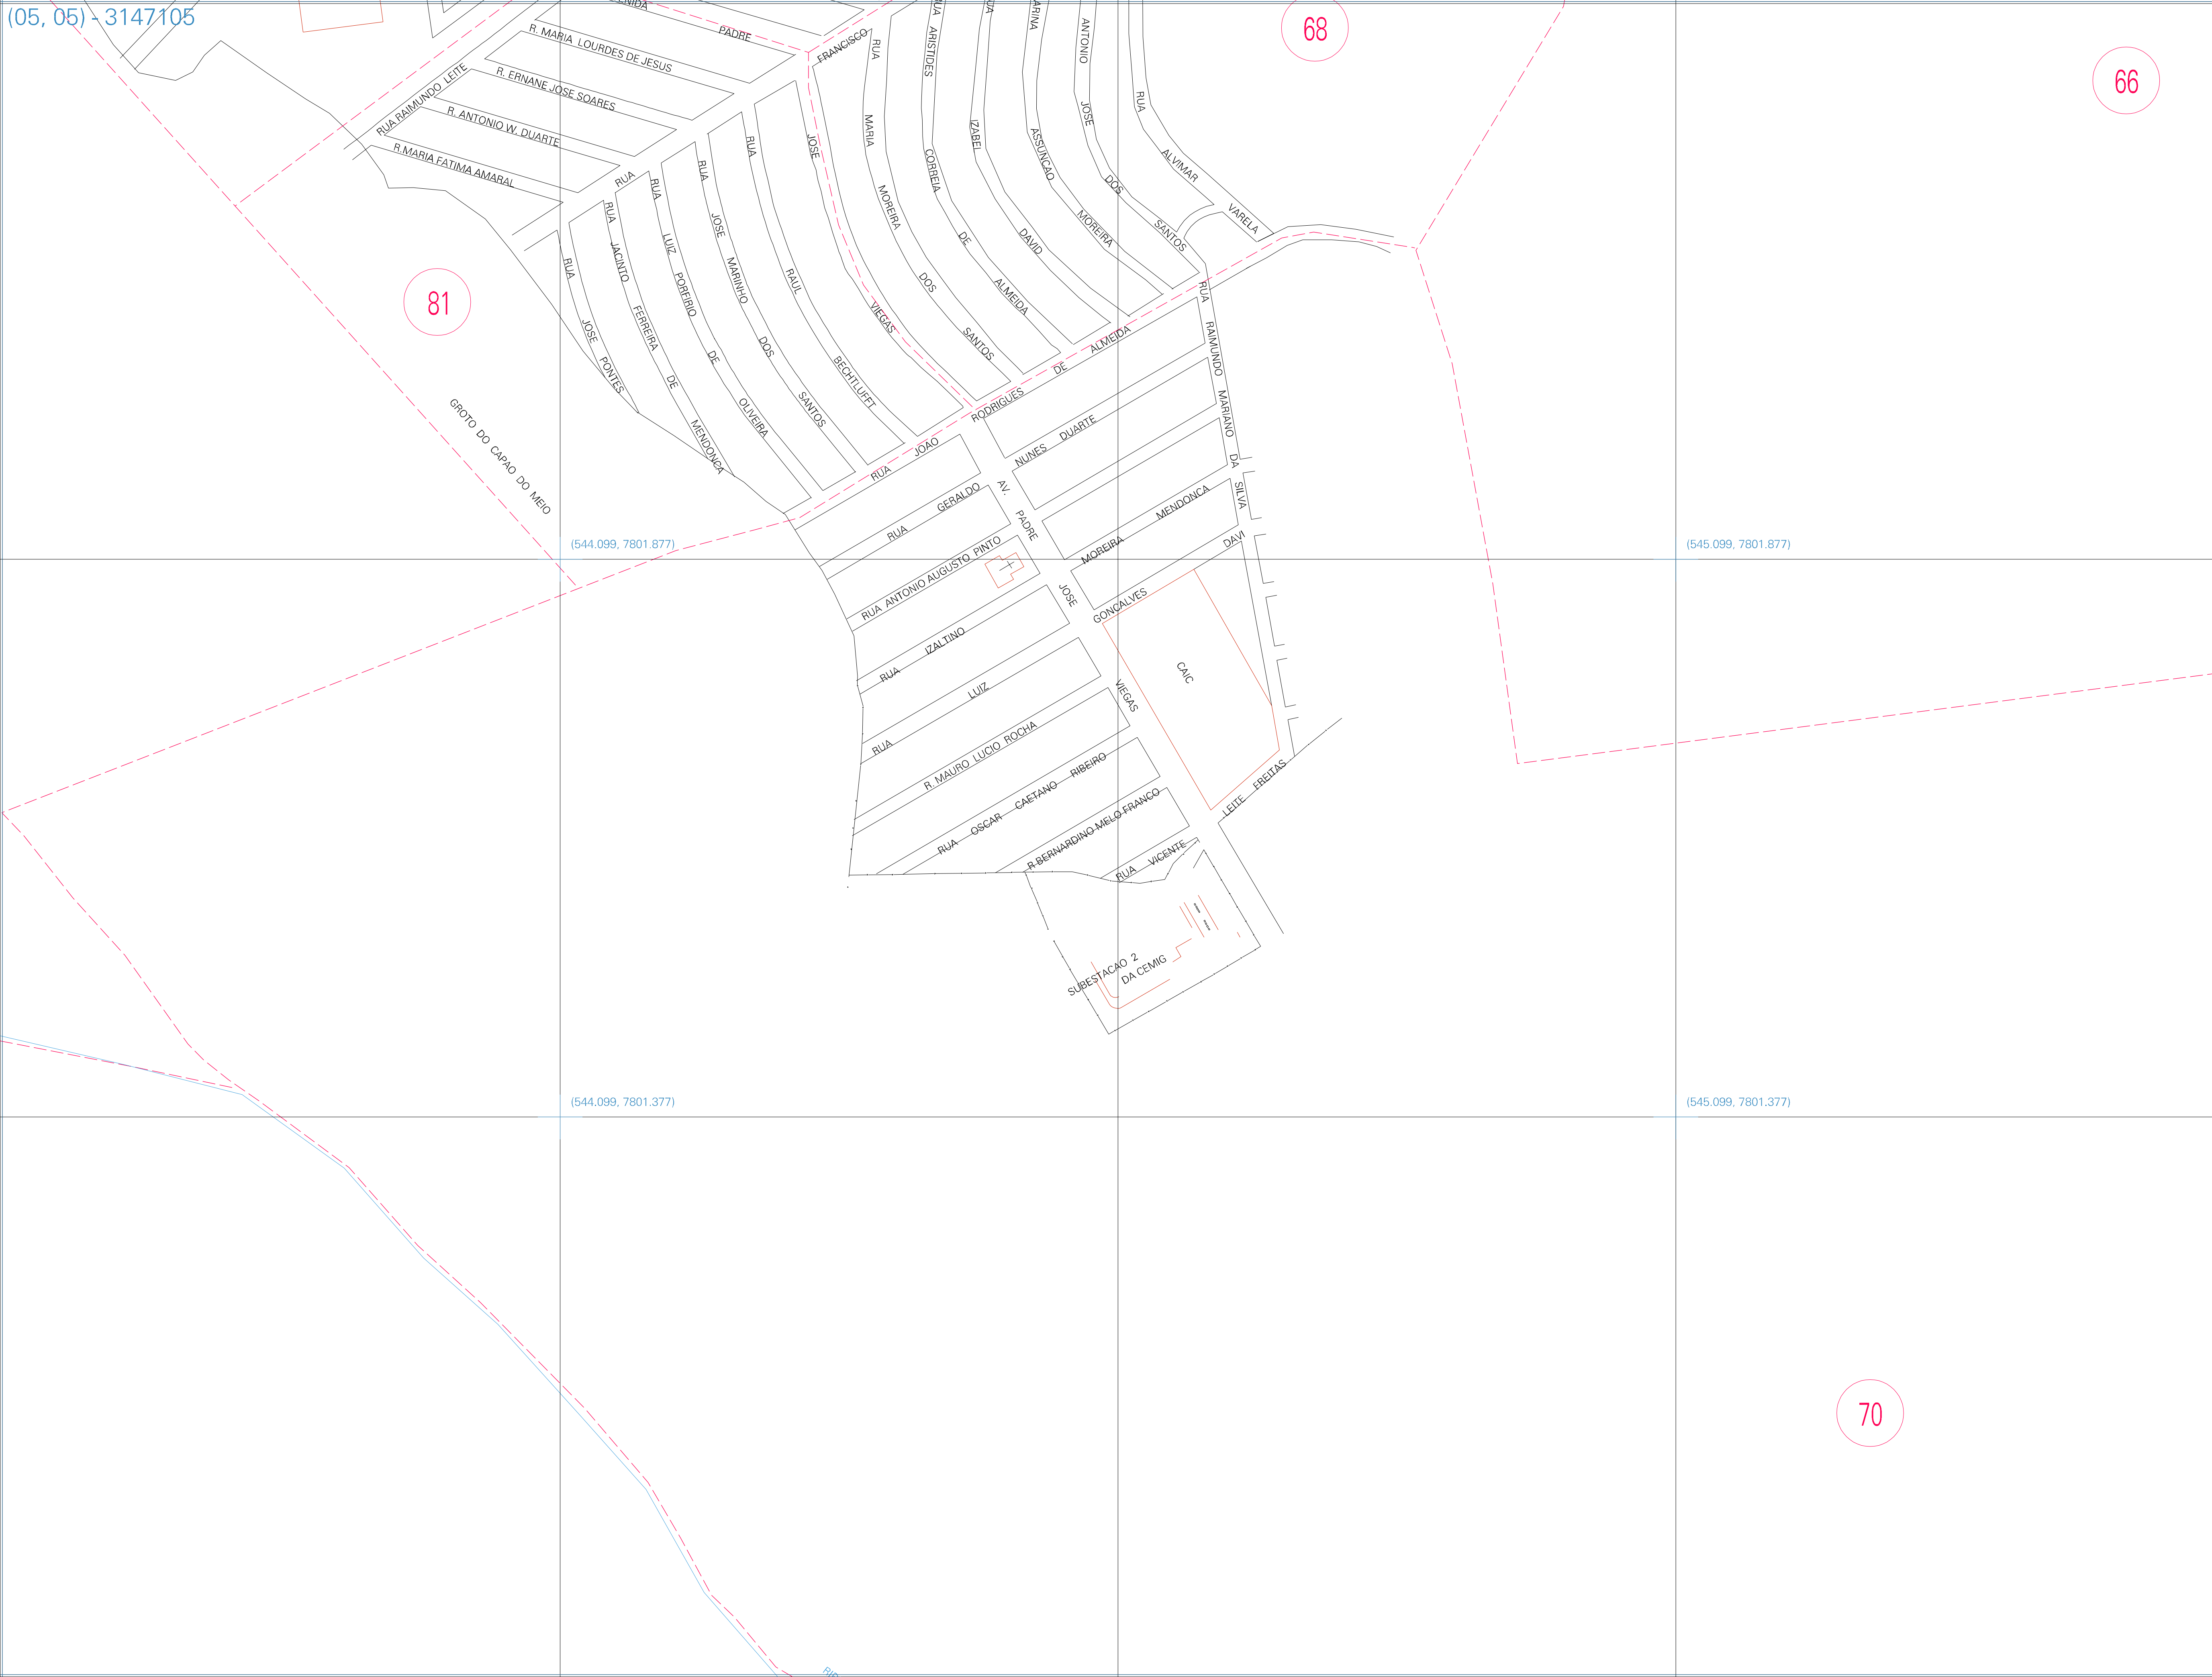 (05, 05) - 3147105
68
66
PADRE
FRANCISCO
R. MARIA LOURDES DE JESUS
R. ERNANE JOSE SOARES
R. ANTONIO W. DUARTE
R.MARIA FATIMA AMARAL
RUA RAIMUNDO LEITE
RUA
RUA JOSE PONTES
RUA JACINTO FERREIRA DE MENDONCA
RUA LUIZ PORFIRIO DE OLIVEIRA
RUA JOSE MARINHO DOS SANTOS
RUA RAUL BECHTLUFFT
JOSE VIEGAS
RUA MARIA MOREIRA DOS SANTOS
RUA ARISTIDES CORREIA DE ALMEIDA
IZABEL DAVID
ASSUNCAO MOREIRA
ANTONIO JOSE DOS SANTOS
RUA ALVIMAR VARELA
81
GROTO DO CAPAO DO MEIO
RUA JOAO RODRIGUES DE ALMEIDA
RUA RAIMUNDO MARIANO DA SILVA
NUNES DUARTE
RUA GERALDO
AV. PADRE JOSE VIEGAS
MOREIRA MENDONCA
RUA ANTONIO AUGUSTO PINTO
GONCALVES DAVI
RUA IZALTINO
RUA LUIZ
CAIC
R. MAURO LUCIO ROCHA
RUA OSCAR CAETANO RIBEIRO
R BERNARDINO MELO FRANCO
RUA VICENTE
LEITE FREITAS
SUBESTACAO 2
DA CEMIG
(544.099, 7801.877)
(545.099, 7801.877)
(544.099, 7801.377)
(545.099, 7801.377)
70